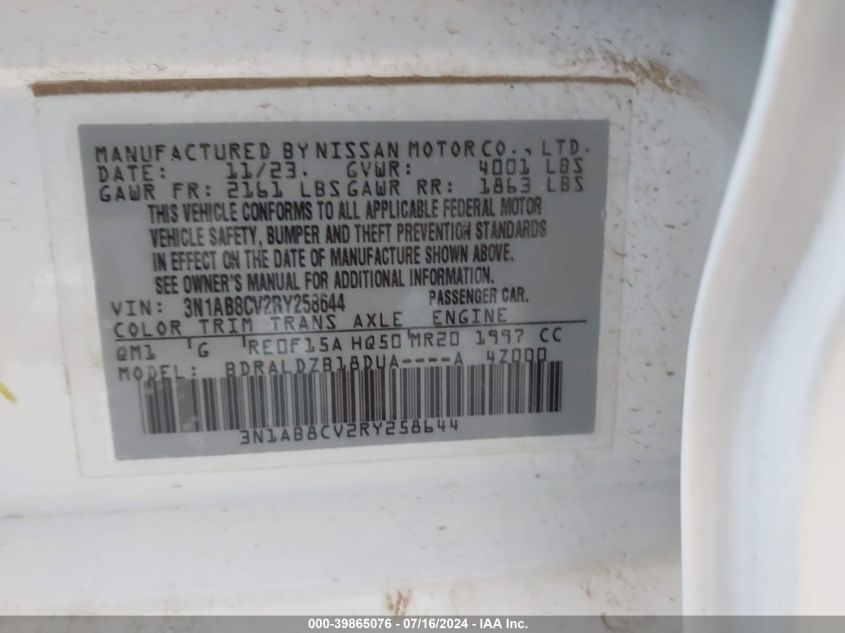 MANUFACTURED BY NISSAN MOTOR CO., LTD.
DATE: 11/23. GVWR: 4001 LBS
GAWR FR: 2161 LBS GAWR RR: 1863 LBS
THIS VEHICLE CONFORMS TO ALL APPLICABLE FEDERAL MOTOR
VEHICLE SAFETY, BUMPER AND THEFT PREVENTION STANDARDS
IN EFFECT ON THE DATE OF MANUFACTURE SHOWN ABOVE.
SEE OWNER'S MANUAL FOR ADDITIONAL INFORMATION.
VIN: 3N1AB8CV2RY258644 PASSENGER CAR.
COLOR TRIM TRANS AXLE ENGINE
QM1 G RE0F15A HQ50 MR20 1997 CC
MODEL: BDRALDZB18DUA----A 4Z000
3N1AB8CV2RY258644
000-39865076 - 07/16/2024 - IAA Inc.